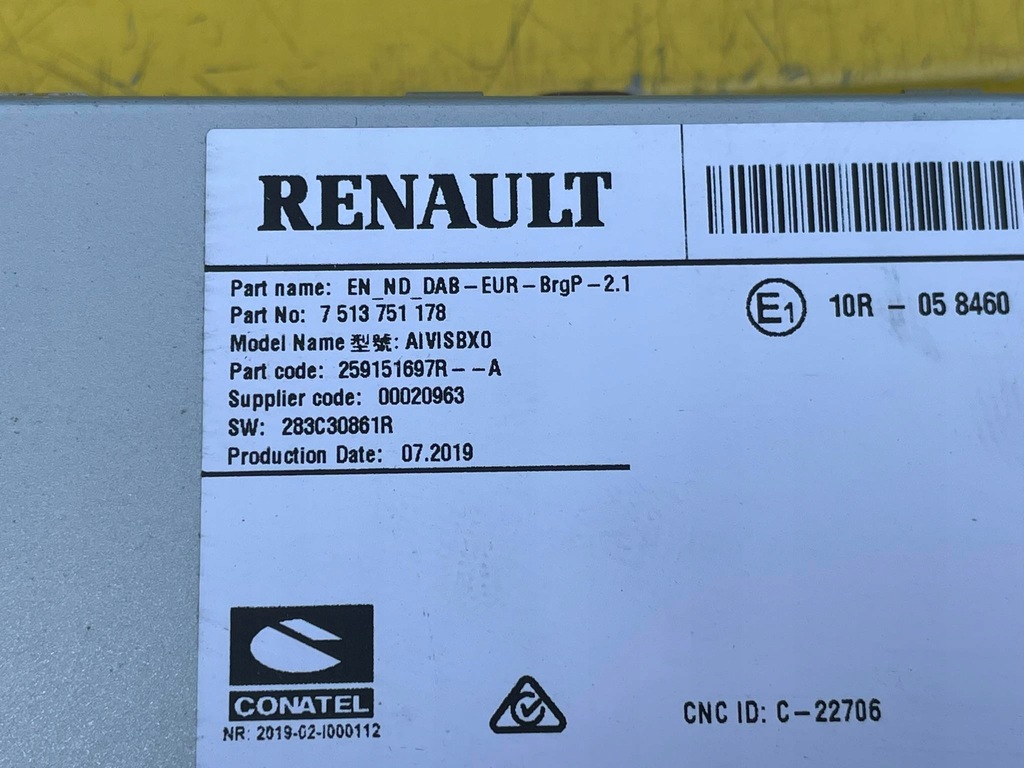 RENAULT
Part name: EN_ND_DAB-EUR-BrgP-2.1
Part No: 7 513 751 178
Model Name 型號: AIVISBX0
Part code: 259151697R--A
Supplier code: 00020963
SW: 283C30861R
Production Date: 07.2019
E1 10R - 05 8460
CONATEL
NR: 2019-02-I000112
CNC ID: C-22706